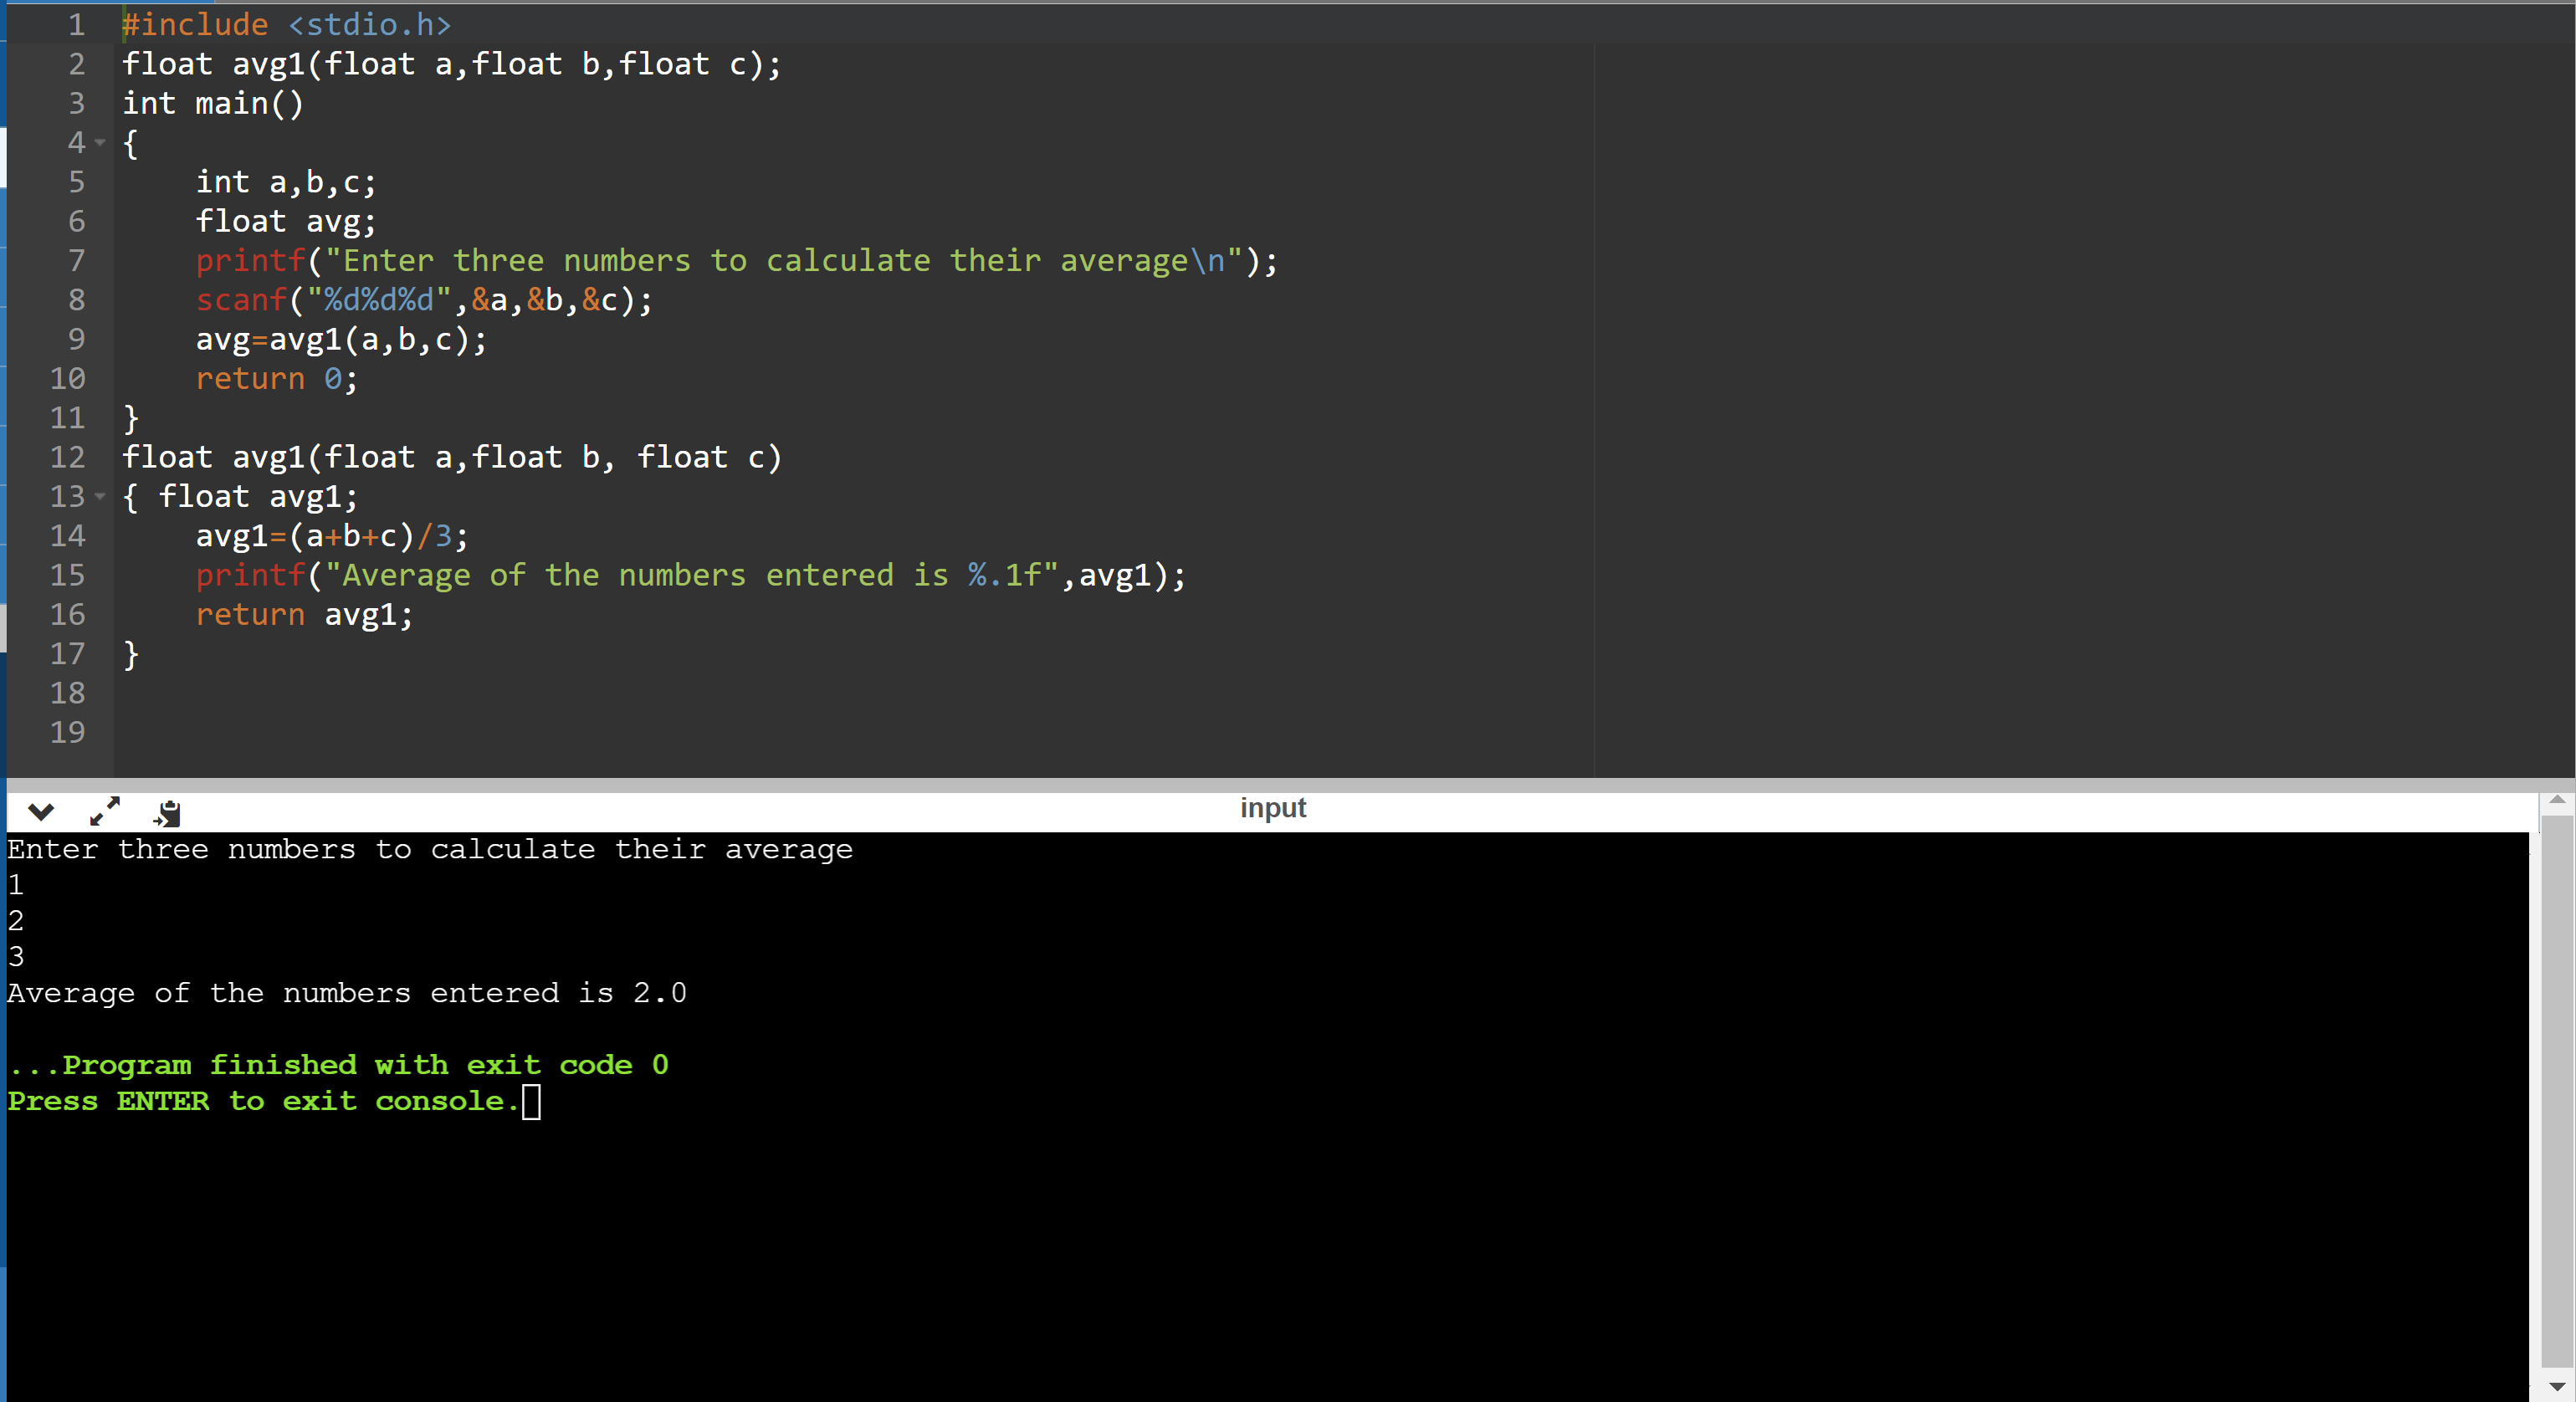 1 #include <stdio.h>
2 float avg1(float a,float b,float c);
3 int main()
4 {
5     int a,b,c;
6     float avg;
7     printf("Enter three numbers to calculate their average\n");
8     scanf("%d%d%d",&a,&b,&c);
9     avg=avg1(a,b,c);
10     return 0;
11 }
12 float avg1(float a,float b, float c)
13 { float avg1;
14     avg1=(a+b+c)/3;
15     printf("Average of the numbers entered is %.1f",avg1);
16     return avg1;
17 }
18
19
input
Enter three numbers to calculate their average
1
2
3
Average of the numbers entered is 2.0
...Program finished with exit code 0
Press ENTER to exit console.